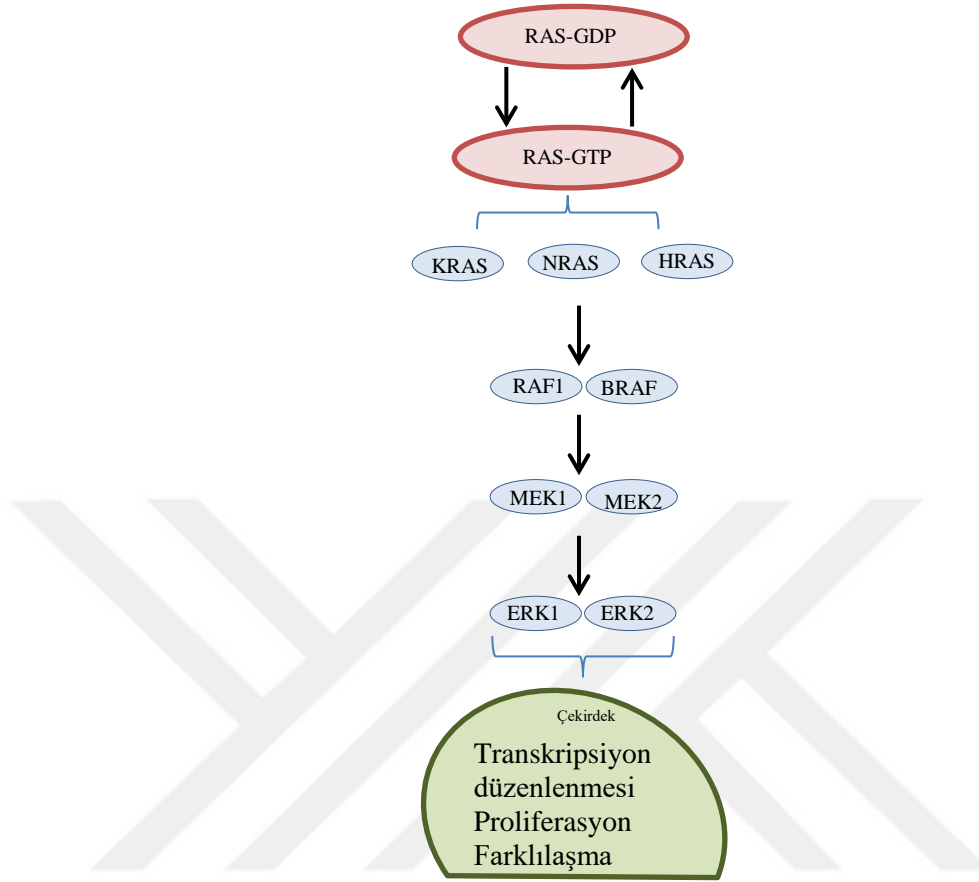 RAS-GDP
RAS-GTP
KRAS NRAS HRAS
RAF1 BRAF
MEK1 MEK2
ERK1 ERK2
Çekirdek
Transkripsiyon
düzenlenmesi
Proliferasyon
Farklılaşma